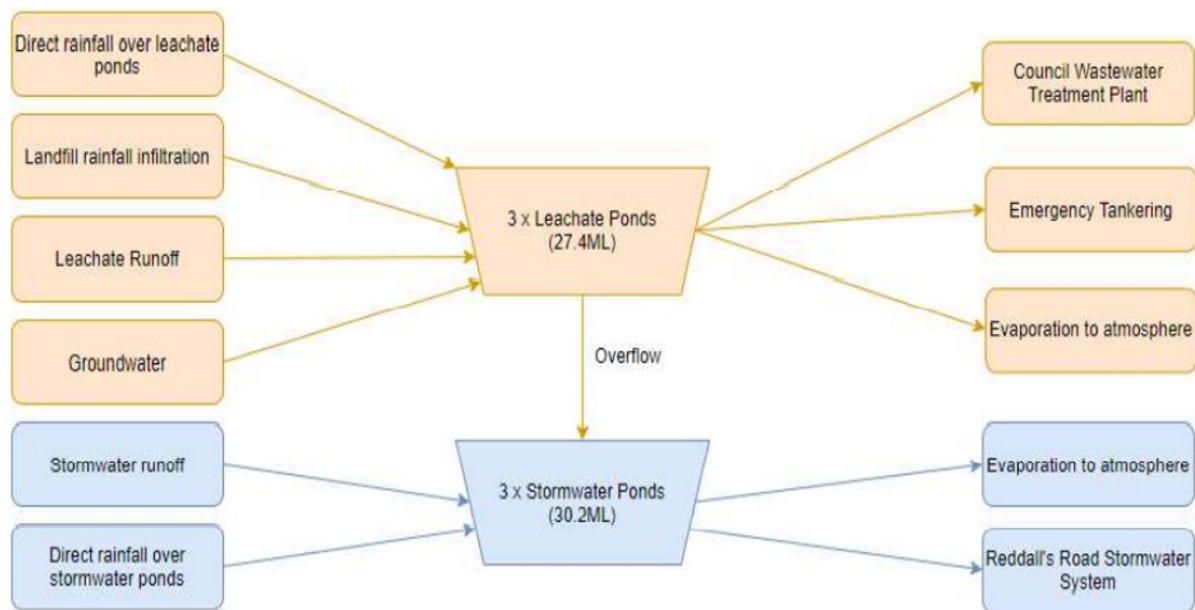 Direct rainfall over leachate
ponds
Landfill rainfall infiltration
Leachate Runoff
Groundwater
Stormwater runoff
Direct rainfall over
stormwater ponds
3 x Leachate Ponds
(27.4ML)
Overflow
3 x Stormwater Ponds
(30.2ML)
Council Wastewater
Treatment Plant
Emergency Tankering
Evaporation to atmosphere
Evaporation to atmosphere
Reddall's Road Stormwater
System